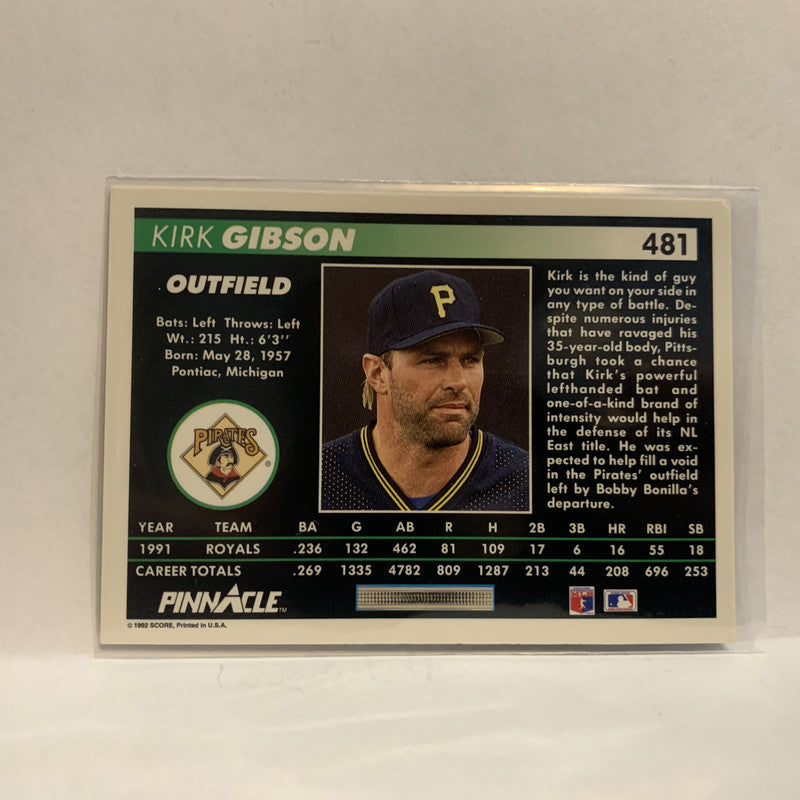 KIRK GIBSON 481
OUTFIELD
Bats: Left Throws: Left
Wt.: 215 Ht.: 6'3''
Born: May 28, 1957
Pontiac, Michigan
PIRATES
®
P
Kirk is the kind of guy
you want on your side in
any type of battle. De-
spite numerous injuries
that have ravaged his
35-year-old body, Pitts-
burgh took a chance
that Kirk's powerful
lefthanded bat and
one-of-a-kind brand of
intensity would help in
the defense of its NL
East title. He was ex-
pected to help fill a void
in the Pirates' outfield
left by Bobby Bonilla's
departure.
YEAR TEAM BA G AB R H 2B 3B HR RBI SB
1991 ROYALS .236 132 462 81 109 17 6 16 55 18
CAREER TOTALS .269 1335 4782 809 1287 213 44 208 696 253
PINNACLE™
© 1992 SCORE, Printed in U.S.A.